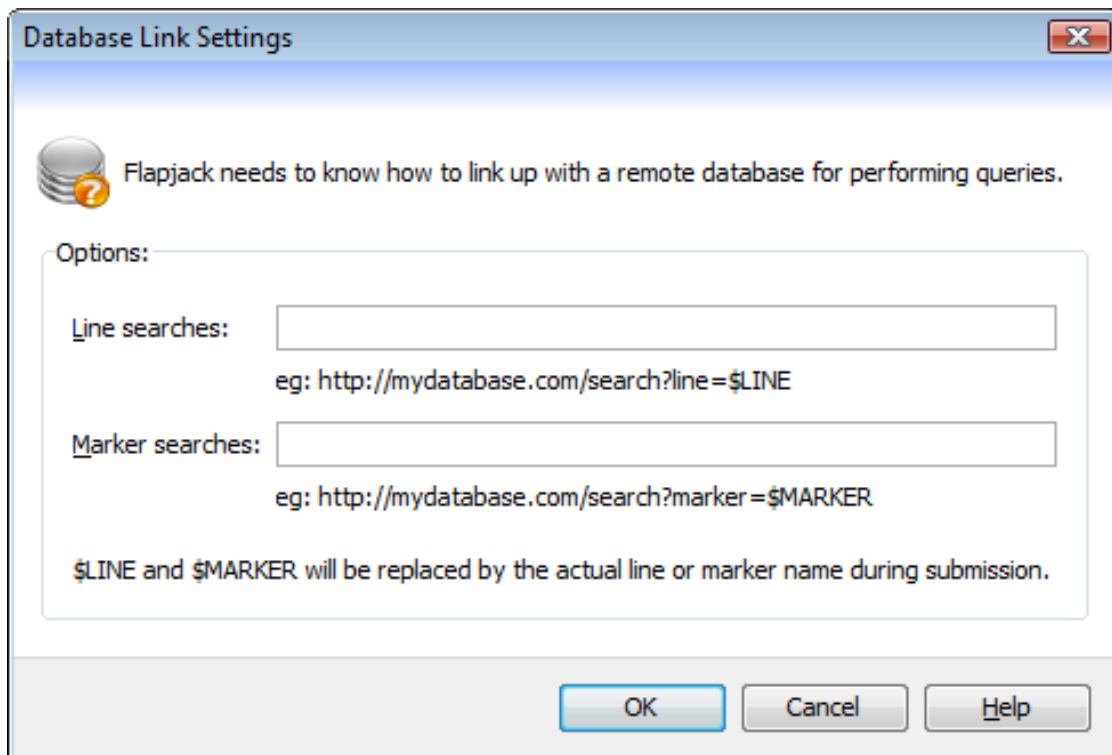 Database Link Settings
Flapjack needs to know how to link up with a remote database for performing queries.
Options:
Line searches:
eg: http://mydatabase.com/search?line=$LINE
Marker searches:
eg: http://mydatabase.com/search?marker=$MARKER
$LINE and $MARKER will be replaced by the actual line or marker name during submission.
OK Cancel Help